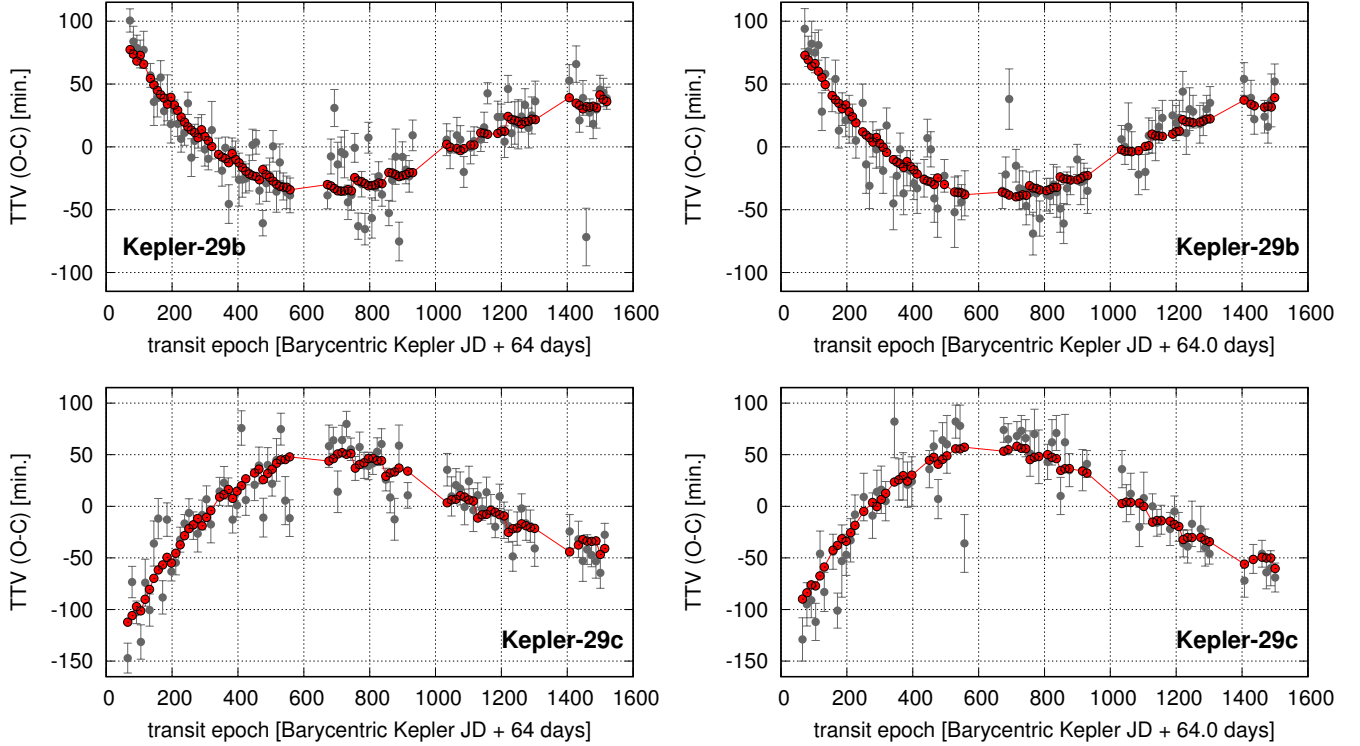 100
50
0
-50
-100
TTV (O-C) [min.]
Kepler-29b
0 200 400 600 800 1000 1200 1400 1600
transit epoch [Barycentric Kepler JD + 64 days]
100
50
0
-50
-100
TTV (O-C) [min.]
Kepler-29b
0 200 400 600 800 1000 1200 1400 1600
transit epoch [Barycentric Kepler JD + 64.0 days]
100
50
0
-50
-100
-150
TTV (O-C) [min.]
Kepler-29c
0 200 400 600 800 1000 1200 1400 1600
transit epoch [Barycentric Kepler JD + 64 days]
100
50
0
-50
-100
-150
TTV (O-C) [min.]
Kepler-29c
0 200 400 600 800 1000 1200 1400 1600
transit epoch [Barycentric Kepler JD + 64.0 days]